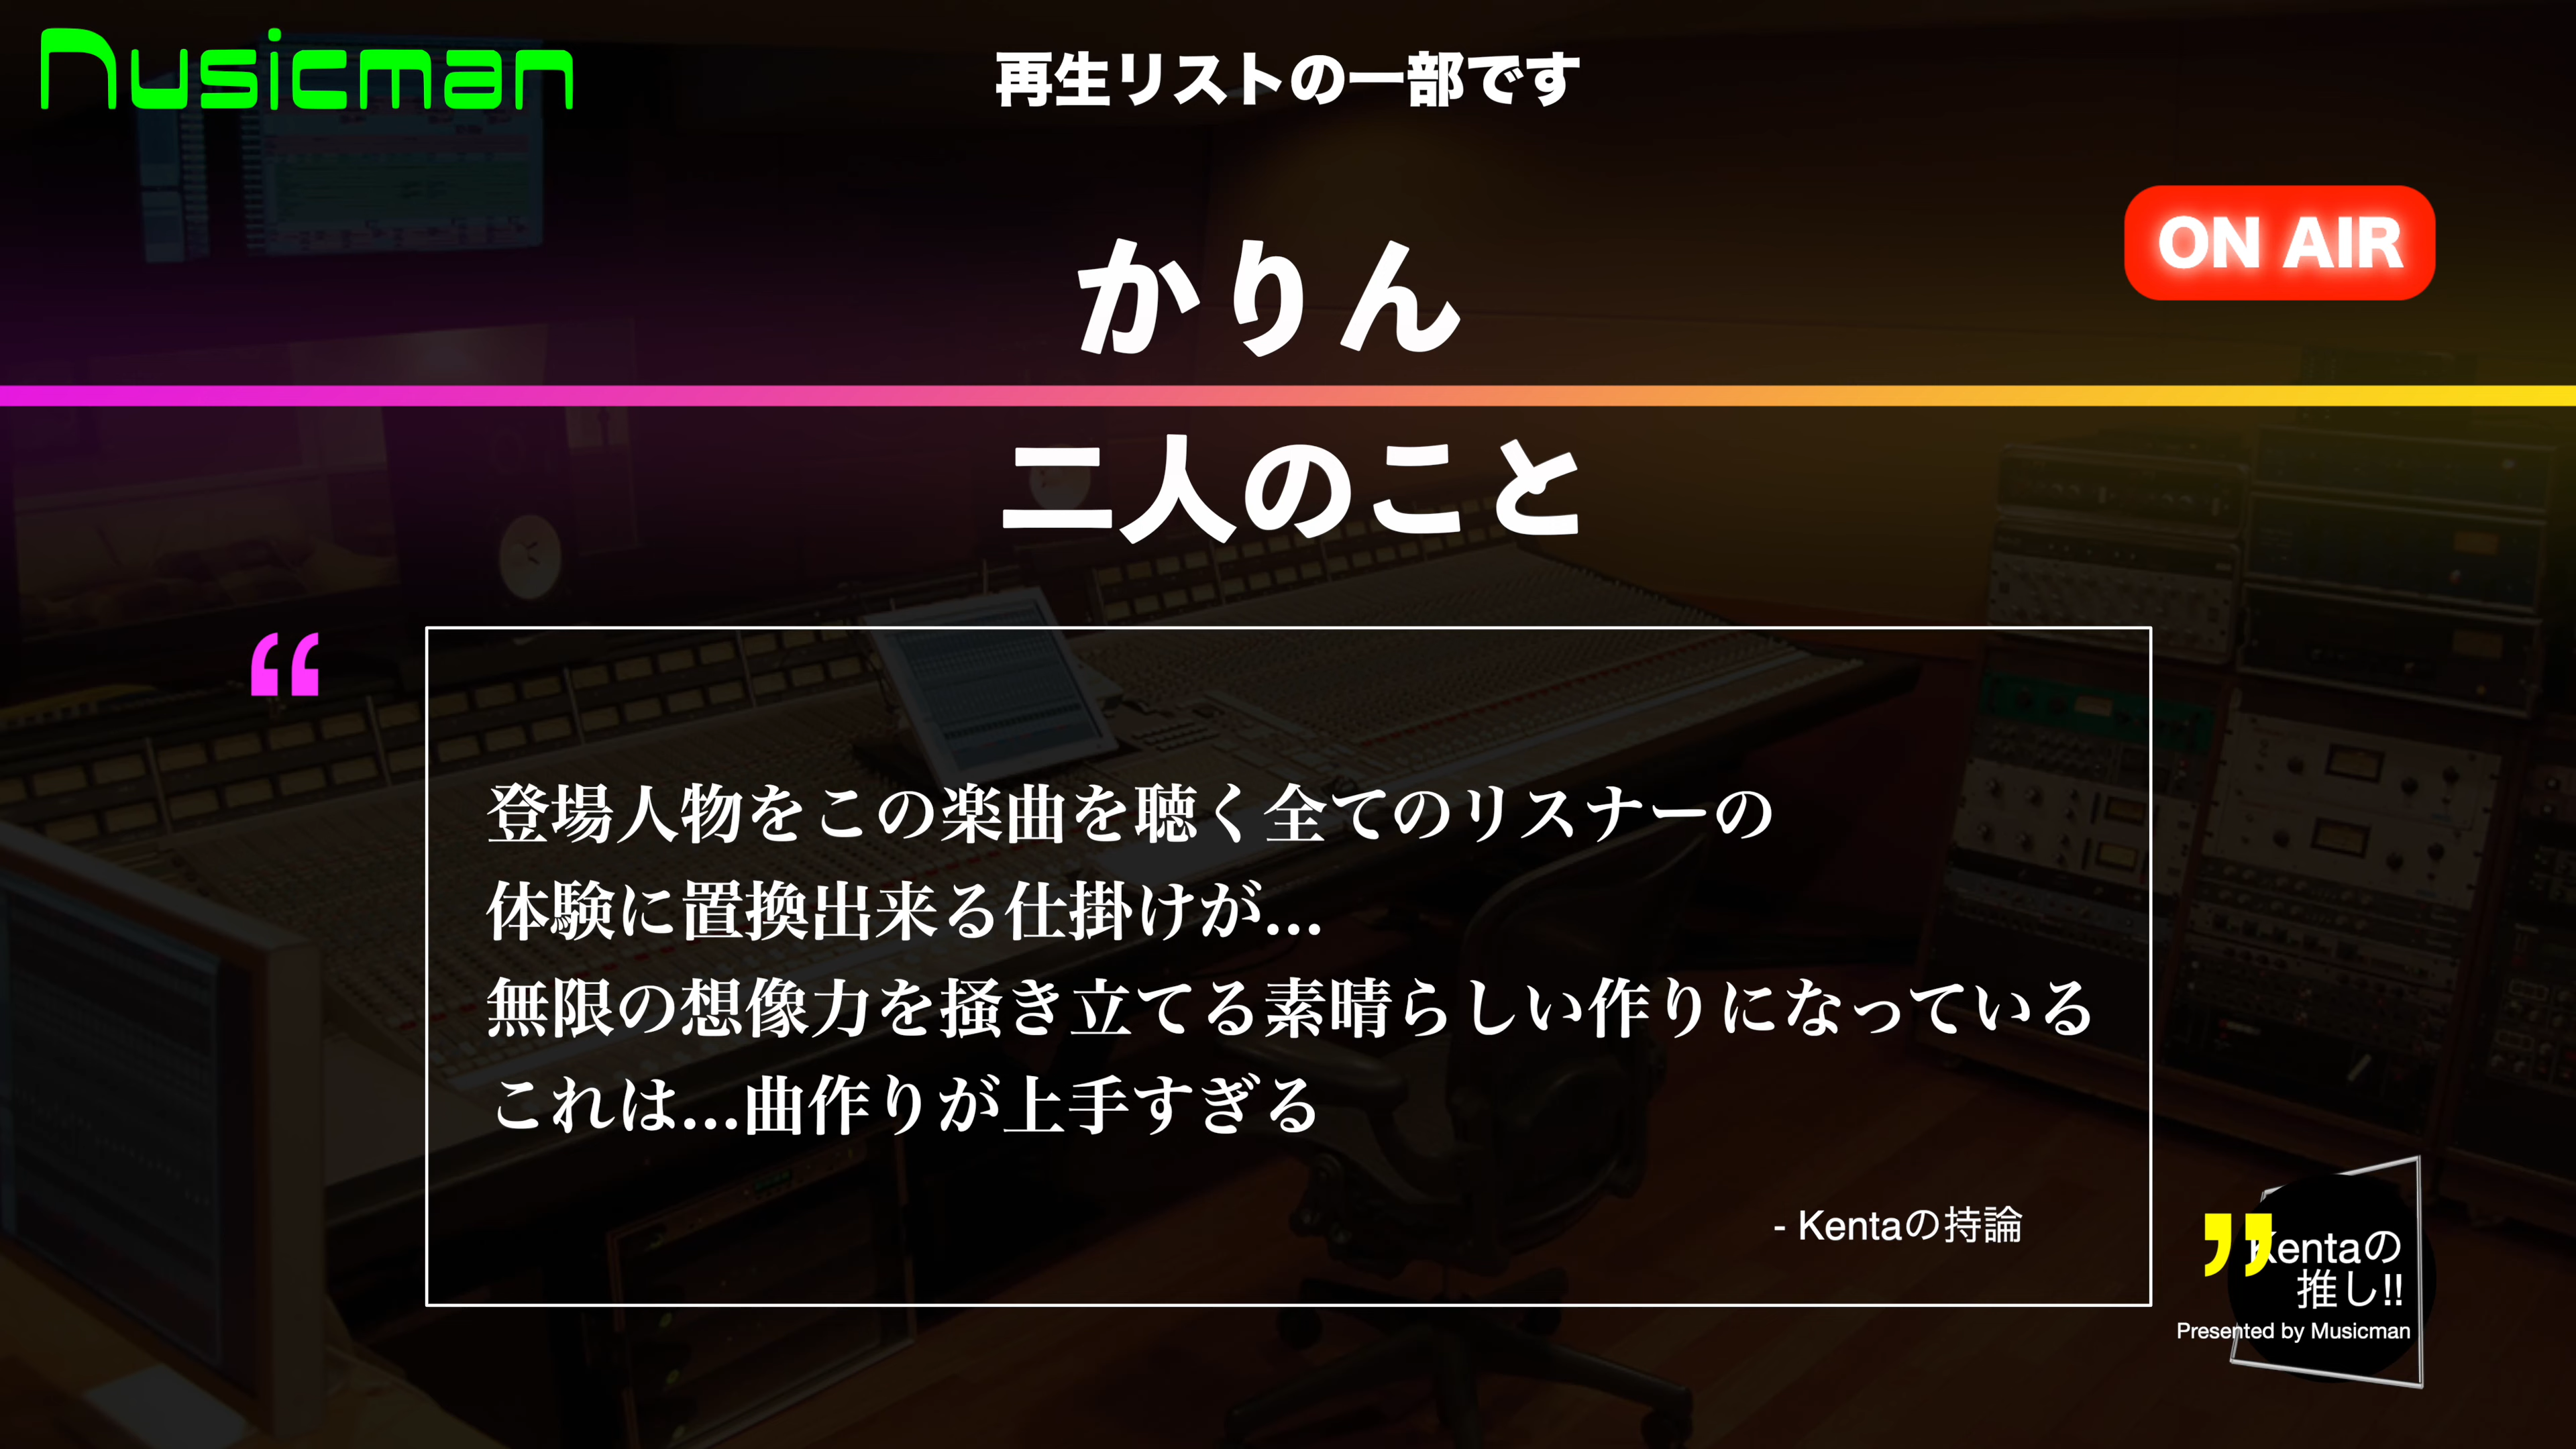 musicman
再生リストの一部です
ON AIR
かりん
二人のこと
“
登場人物をこの楽曲を聴く全てのリスナーの
体験に置換出来る仕掛けが...
無限の想像力を掻き立てる素晴らしい作りになっている
これは...曲作りが上手すぎる
- Kentaの持論
”
Kentaの
推し!!
Presented by Musicman